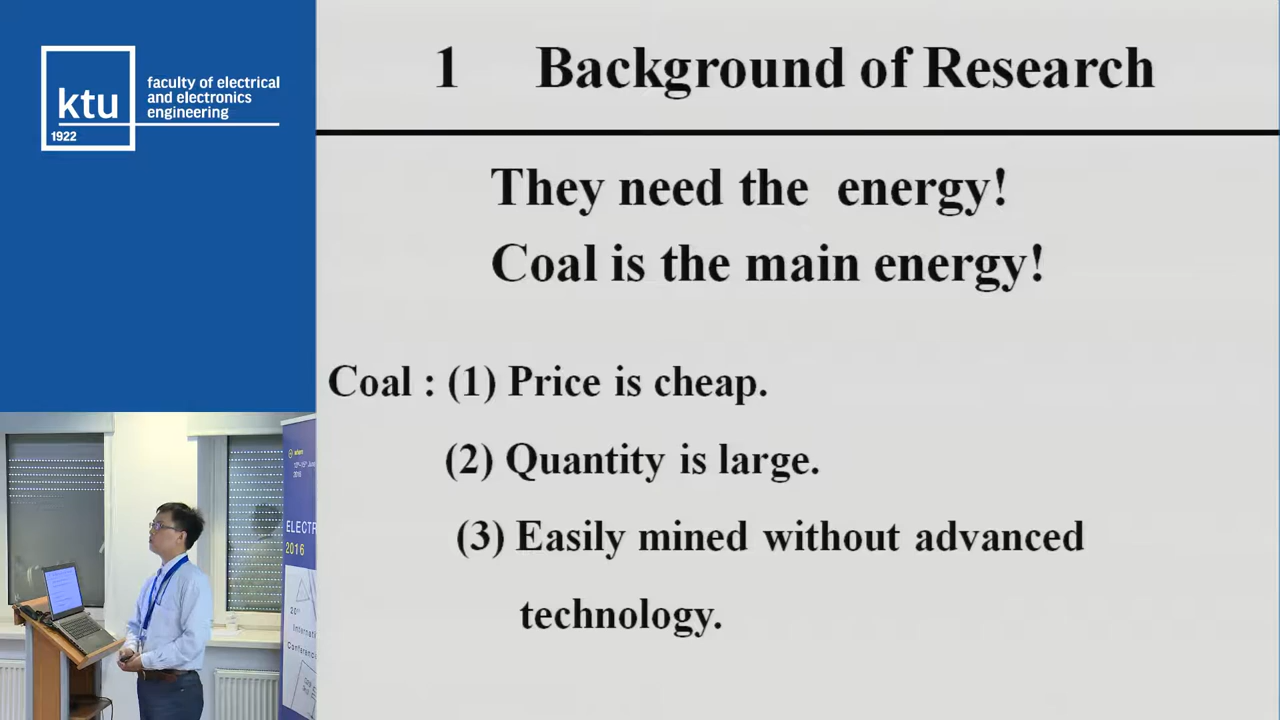 ktu
1922
faculty of electrical
and electronics
engineering
1 Background of Research
They need the energy!
Coal is the main energy!
Coal : (1) Price is cheap.
(2) Quantity is large.
(3) Easily mined without advanced
technology.
2016
20th